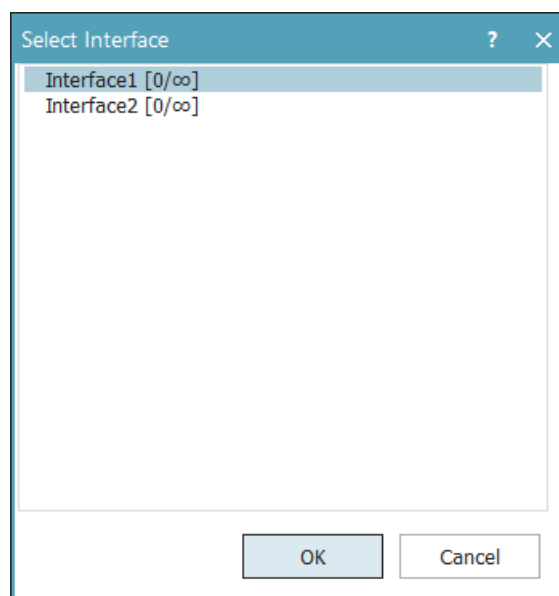 Select Interface ?
Interface1 [0/∞]
Interface2 [0/∞]
OK Cancel